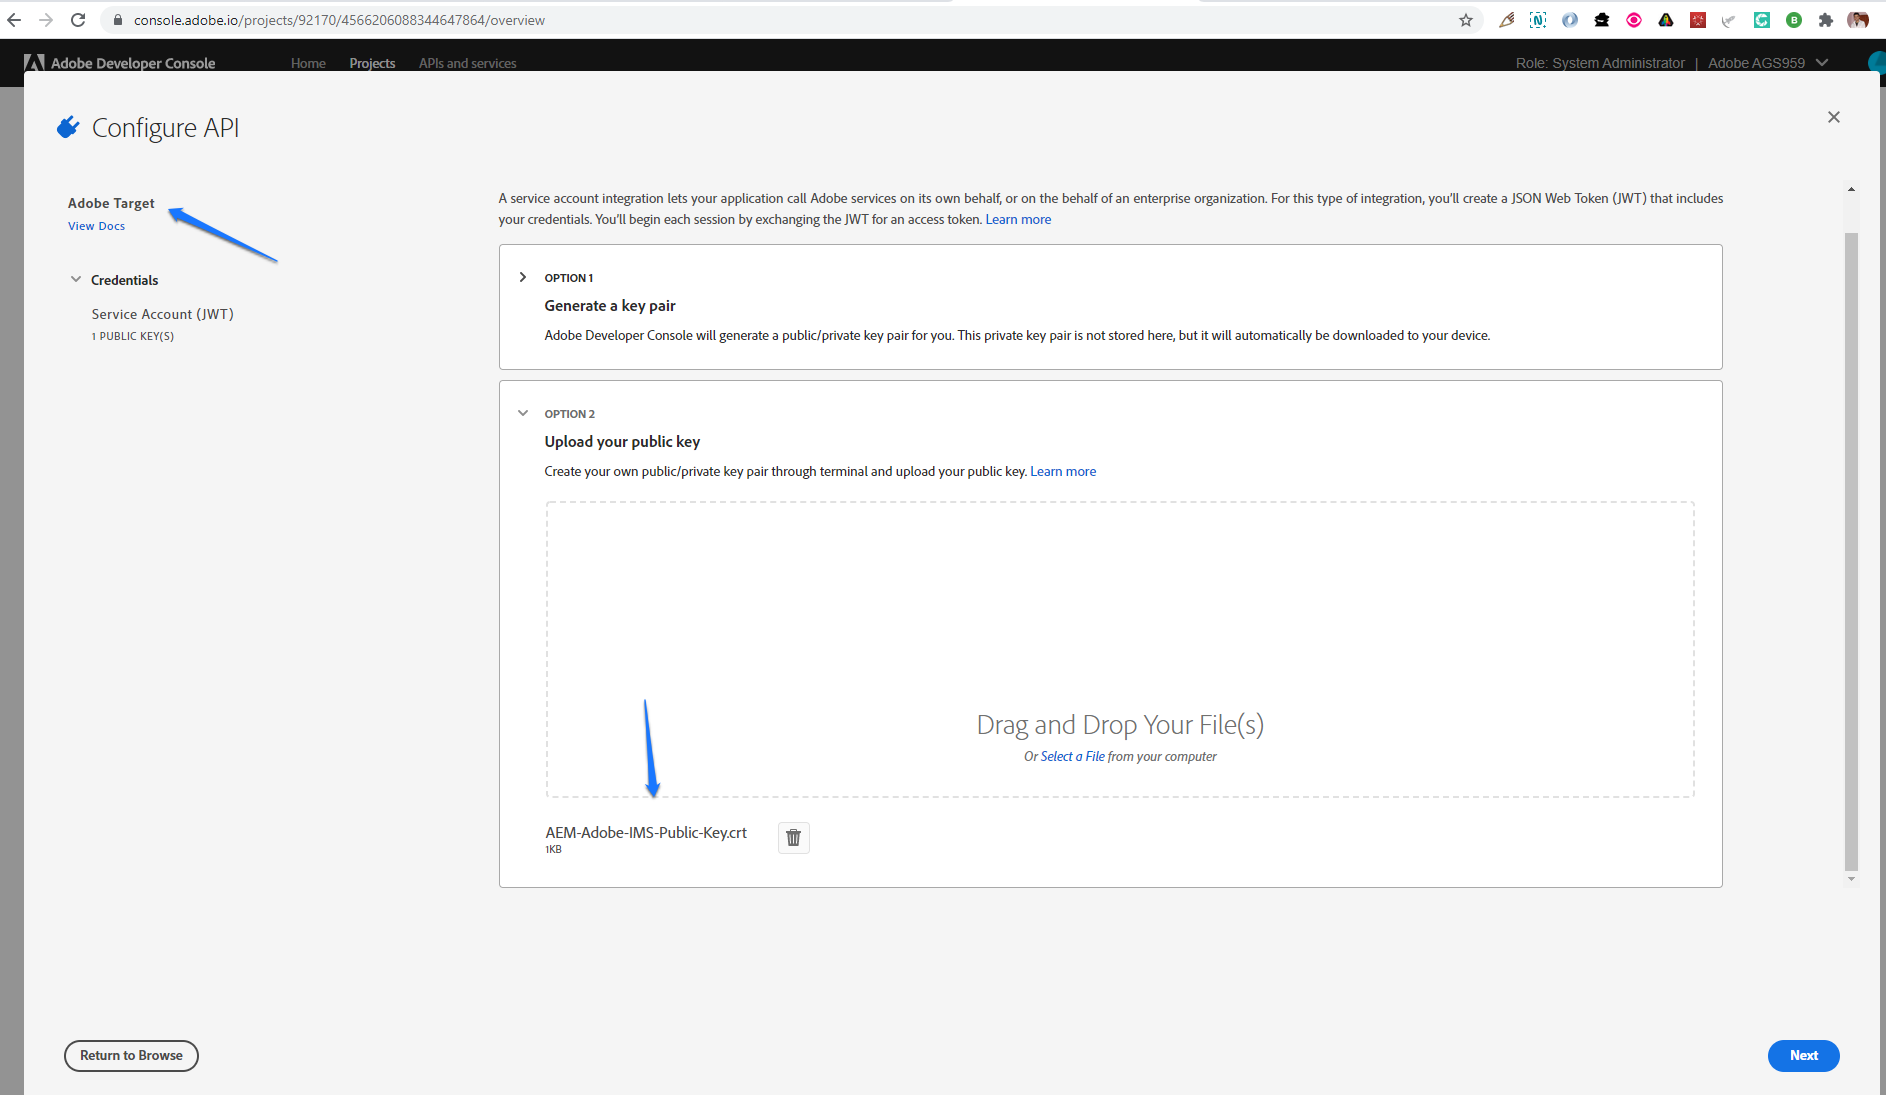 console.adobe.io/projects/92170/4566206088344647864/overview
Adobe Developer Console
Home
Projects
APIs and services
Role: System Administrator | Adobe AGS959
Configure API
Adobe Target
View Docs
Credentials
Service Account (JWT)
1 PUBLIC KEY(S)
A service account integration lets your application call Adobe services on its own behalf, or on the behalf of an enterprise organization. For this type of integration, you'll create a JSON Web Token (JWT) that includes
your credentials. You'll begin each session by exchanging the JWT for an access token. Learn more
OPTION 1
Generate a key pair
Adobe Developer Console will generate a public/private key pair for you. This private key pair is not stored here, but it will automatically be downloaded to your device.
OPTION 2
Upload your public key
Create your own public/private key pair through terminal and upload your public key. Learn more
Drag and Drop Your File(s)
Or Select a File from your computer
AEM-Adobe-IMS-Public-Key.crt
1KB
Return to Browse
Next